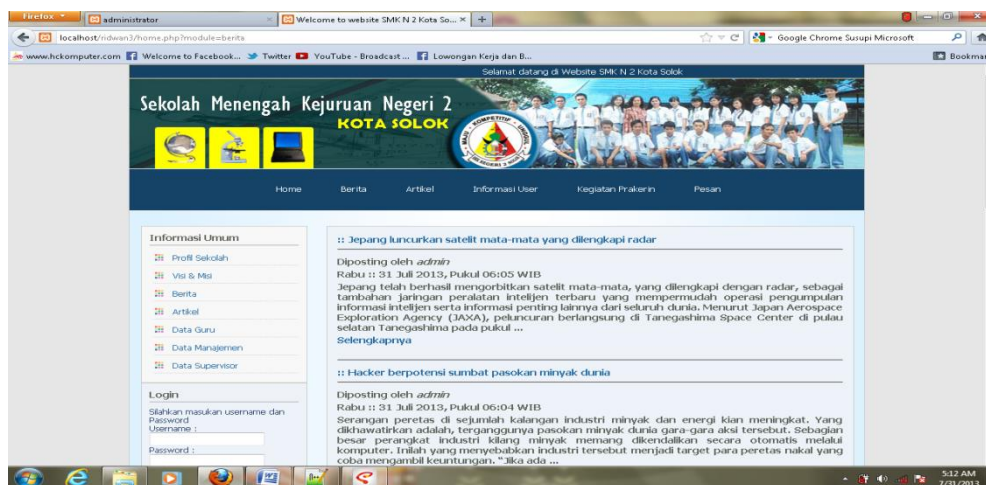 Firefox
administrator
Welcome to website SMK N 2 Kota So...
localhost/ridwan3/home.php?module=berita
Google Chrome Susupi Microsoft
www.hckomputer.com Welcome to Facebook... Twitter YouTube - Broadcast ... Lowongan Kerja dan B...
Bookmar
Selamat datang di Website SMK N 2 Kota Solok
Sekolah Menengah Kejuruan Negeri 2
KOTA SOLOK
Home Berita Artikel Informasi User Kegiatan Prakerin Pesan
Informasi Umum
Profil Sekolah
Visi & Misi
Berita
Artikel
Data Guru
Data Manajemen
Data Supervisor
Login
Silahkan masukan username dan
Password
Username :
Password :
:: Jepang luncurkan satelit mata-mata yang dilengkapi radar
Diposting oleh admin
Rabu :: 31 Juli 2013, Pukul 06:05 WIB
Jepang telah berhasil mengorbitkan satelit mata-mata, yang dilengkapi dengan radar, sebagai
tambahan jaringan peralatan intelijen terbaru yang mempermudah operasi pengumpulan
informasi intelijen serta informasi penting lainnya dari seluruh dunia. Menurut Japan Aerospace
Exploration Agency (JAXA), peluncuran berlangsung di Tanegashima Space Center di pulau
selatan Tanegashima pada pukul ...
Selengkapnya
:: Hacker berpotensi sumbat pasokan minyak dunia
Diposting oleh admin
Rabu :: 31 Juli 2013, Pukul 06:04 WIB
Serangan peretas di sejumlah kalangan industri minyak dan energi kian meningkat. Yang
dikhawatirkan adalah, terganggunya pasokan minyak dunia gara-gara aksi tersebut. Sebagian
besar perangkat industri kilang minyak memang dikendalikan secara otomatis melalui
komputer. Inilah yang menyebabkan industri tersebut menjadi target para peretas nakal yang
coba mengambil keuntungan. "Jika ada ...
5:12 AM
7/31/2013